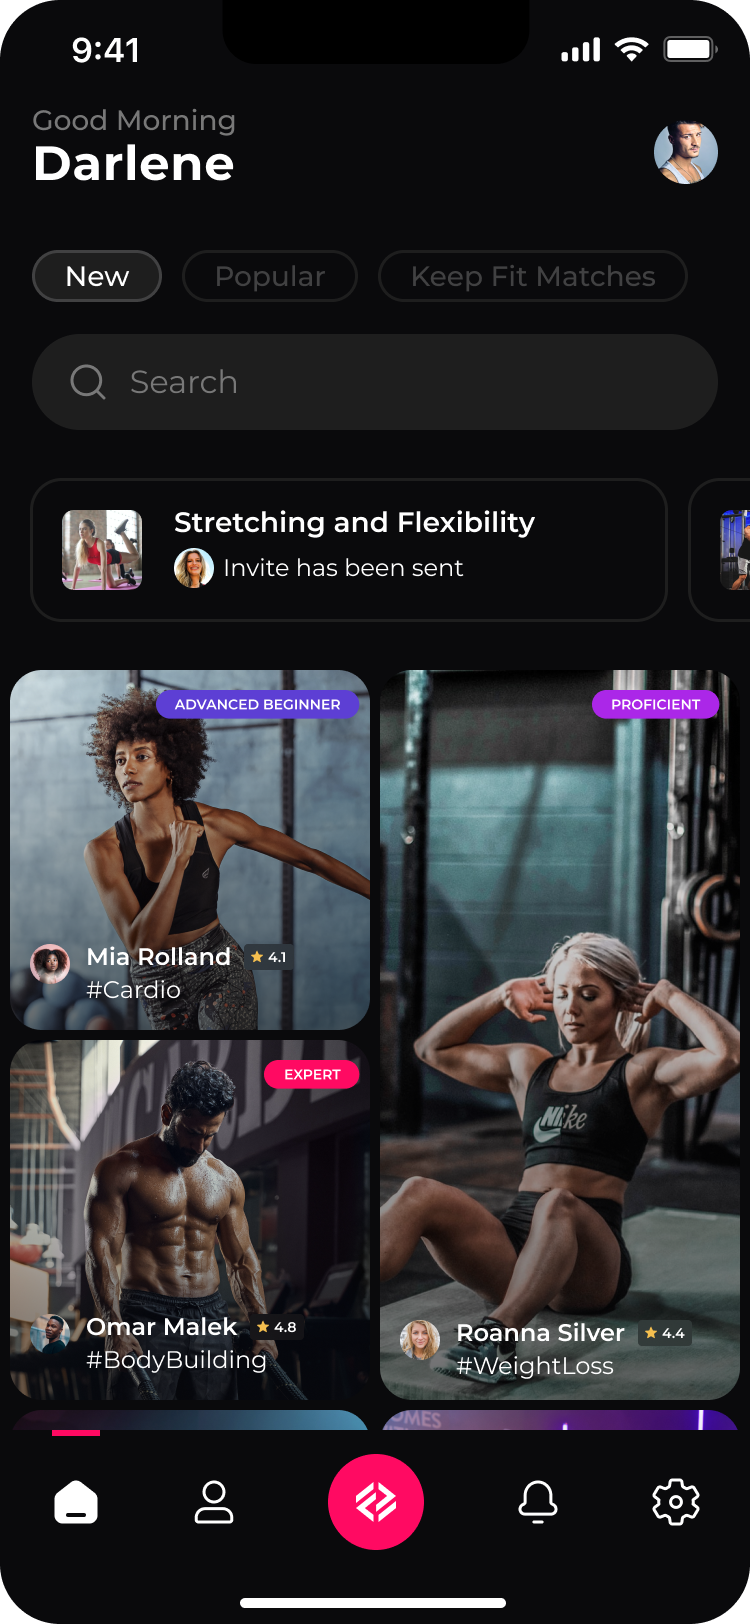 9:41
Good Morning
Darlene
New
Popular
Keep Fit Matches
Search
Stretching and Flexibility
Invite has been sent
ADVANCED BEGINNER
Mia Rolland
4.1
#Cardio
PROFICIENT
NIKE
Roanna Silver
4.4
#WeightLoss
EXPERT
Omar Malek
4.8
#BodyBuilding